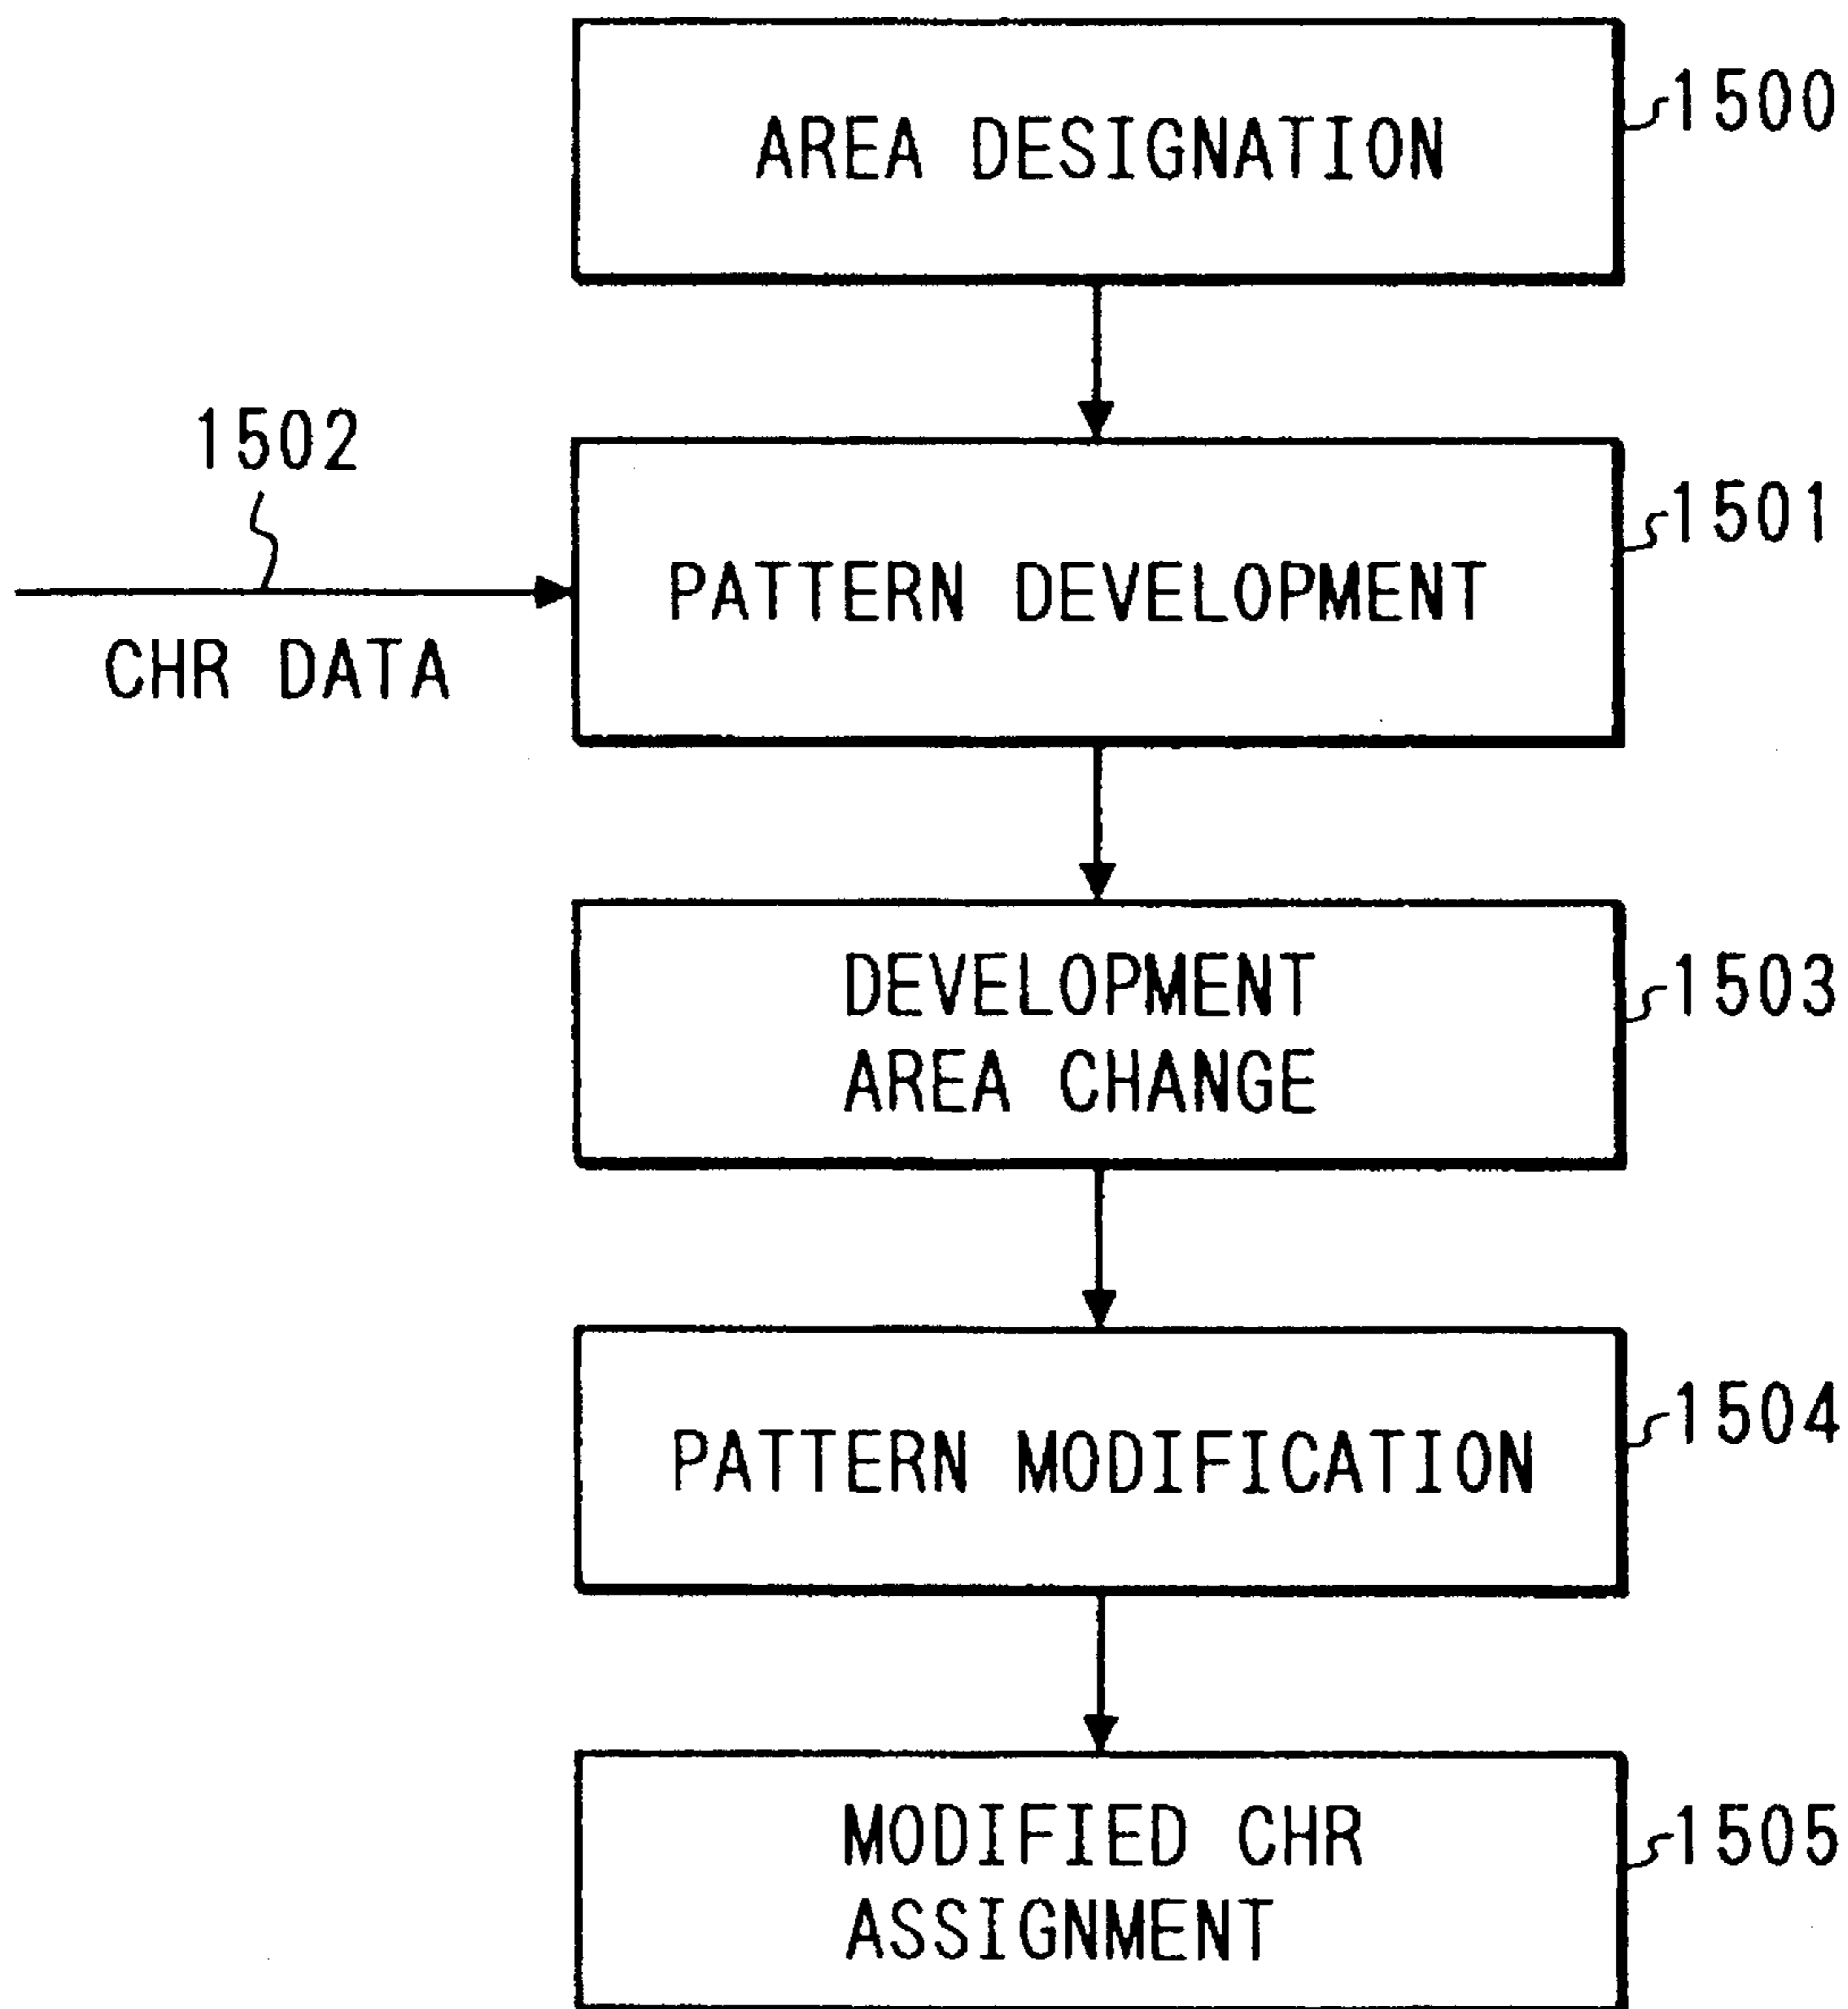 AREA DESIGNATION
1500
1502
CHR DATA
PATTERN DEVELOPMENT
1501
DEVELOPMENT
AREA CHANGE
1503
PATTERN MODIFICATION
1504
MODIFIED CHR
ASSIGNMENT
1505